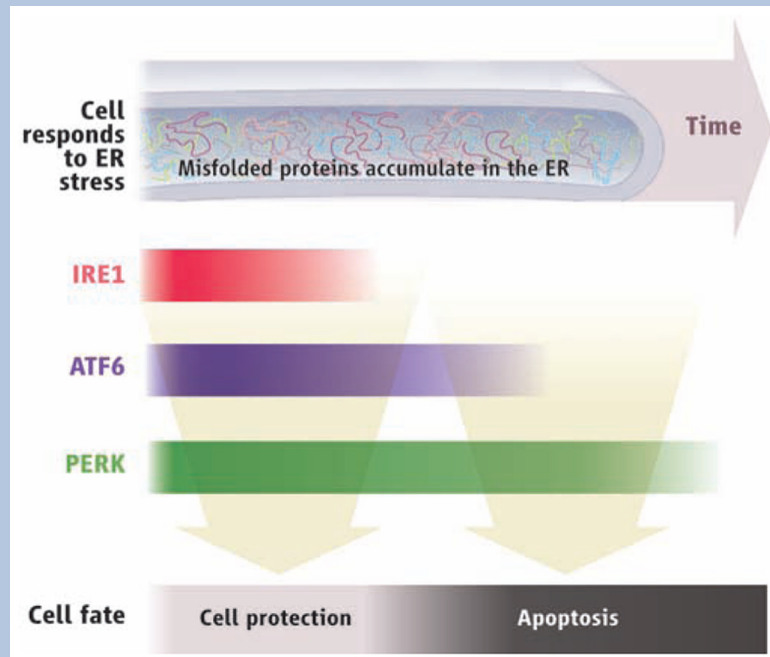 Cell
responds
to ER
stress
Time
Misfolded proteins accumulate in the ER
IRE1
ATF6
PERK
Cell fate
Cell protection
Apoptosis